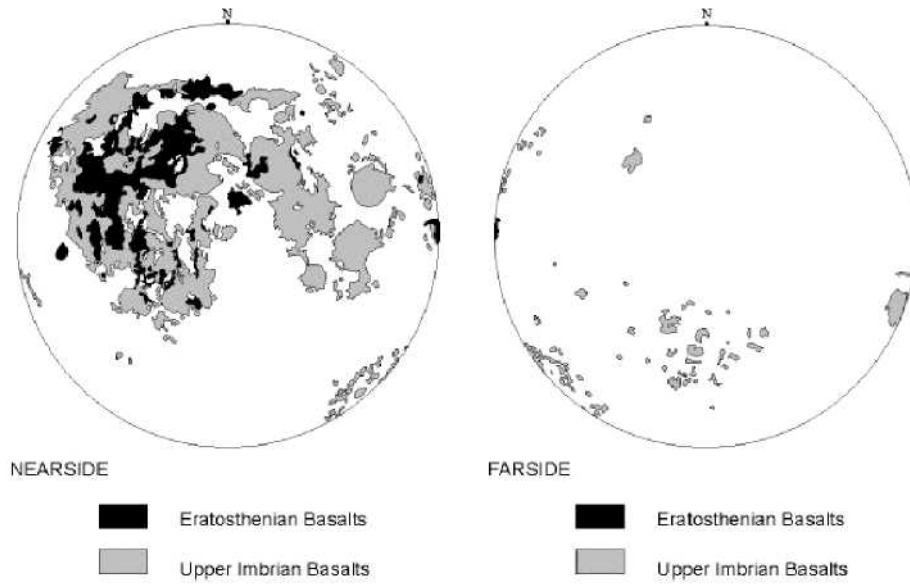 N
N
NEARSIDE
FARSIDE
Eratosthenian Basalts
Eratosthenian Basalts
Upper Imbrian Basalts
Upper Imbrian Basalts